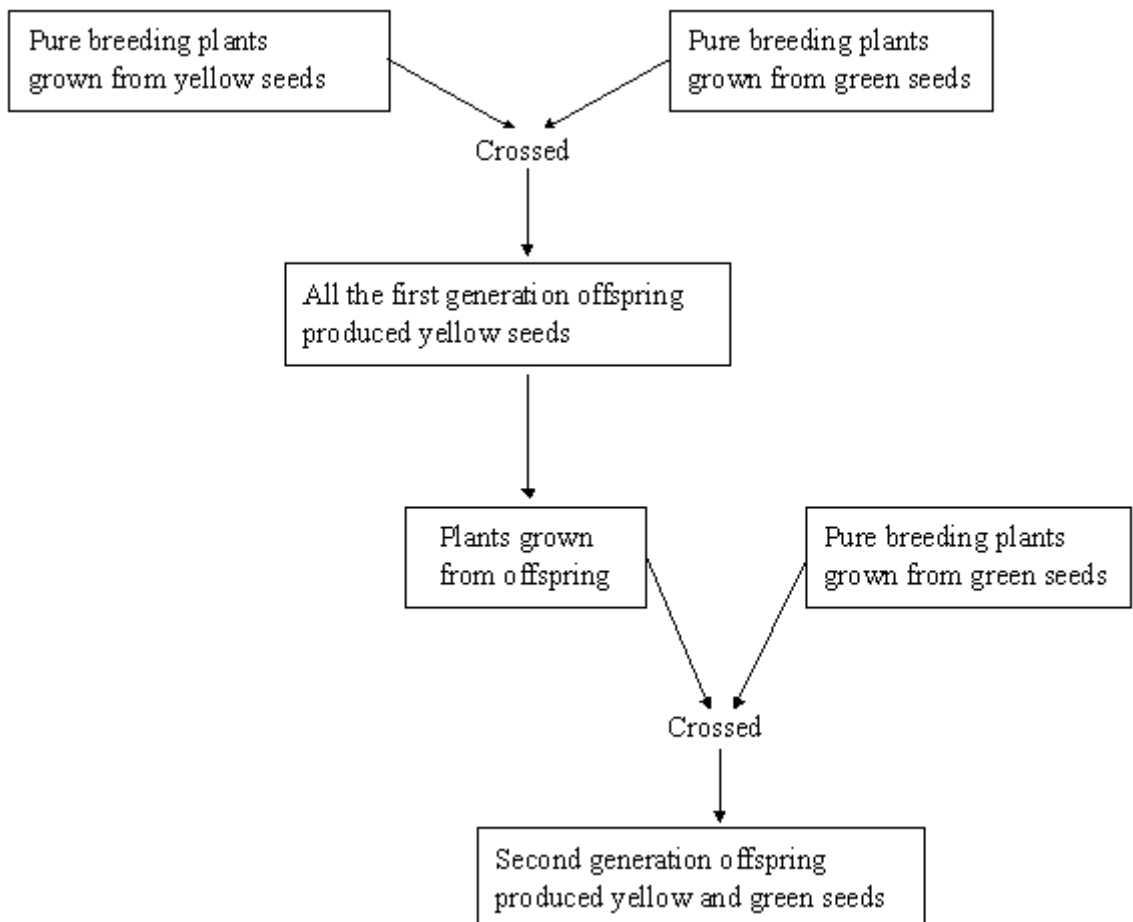 Pure breeding plants
grown from yellow seeds
Pure breeding plants
grown from green seeds
Crossed
All the first generation offspring
produced yellow seeds
Plants grown
from offspring
Pure breeding plants
grown from green seeds
Crossed
Second generation offspring
produced yellow and green seeds